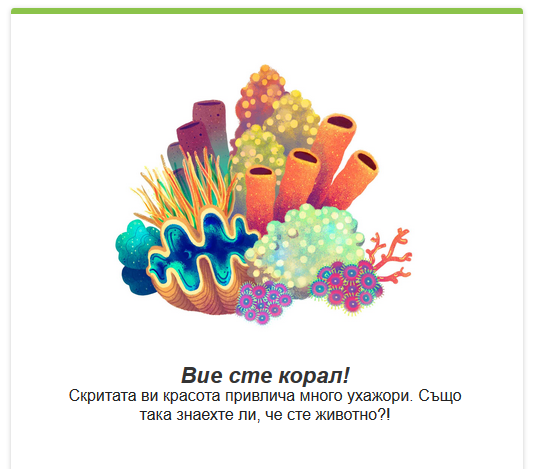 Вие сте корал!
Скритата ви красота привлича много ухажори. Също
така знаехте ли, че сте животно?!